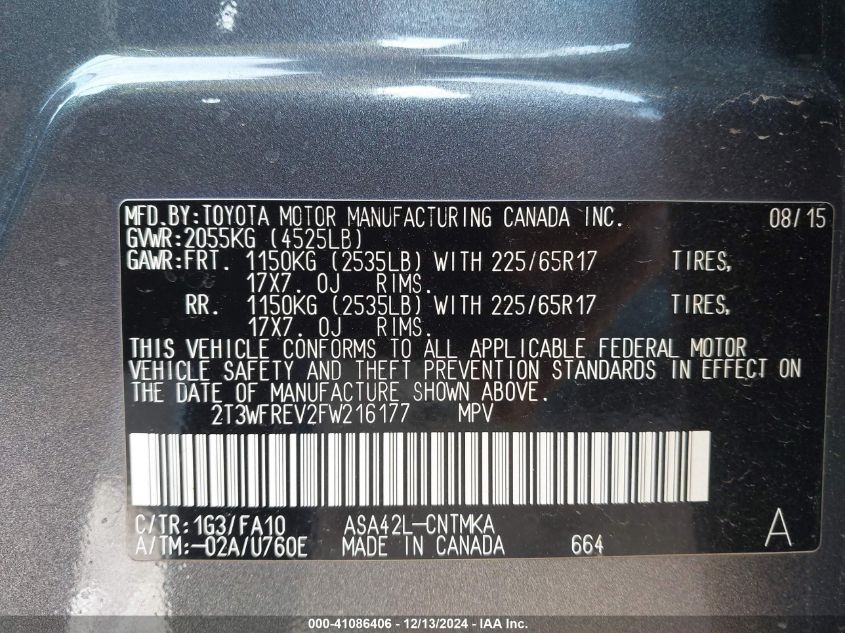 MFD.BY:TOYOTA MOTOR MANUFACTURING CANADA INC. 08/15
GVWR:2055KG (4525LB)
GAWR:FRT. 1150KG (2535LB) WITH 225/65R17 TIRES,
17X7. 0J RIMS.
RR. 1150KG (2535LB) WITH 225/65R17 TIRES,
17X7. 0J RIMS.
THIS VEHICLE CONFORMS TO ALL APPLICABLE FEDERAL MOTOR
VEHICLE SAFETY AND THEFT PREVENTION STANDARDS IN EFFECT ON
THE DATE OF MANUFACTURE SHOWN ABOVE.
2T3WFREV2FW216177 MPV
C/TR:1G3/FA10 ASA42L-CNTMKA A
A/TM:-02A/U760E MADE IN CANADA 664
000-41086406 - 12/13/2024 - IAA Inc.